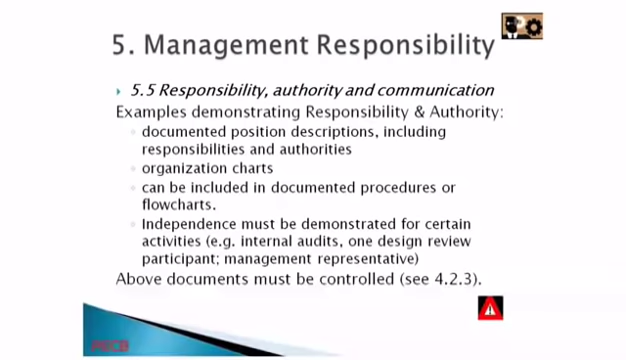 5. Management Responsibility
5.5 Responsibility, authority and communication
Examples demonstrating Responsibility & Authority:
documented position descriptions, including
responsibilities and authorities
organization charts
can be included in documented procedures or
flowcharts.
Independence must be demonstrated for certain
activities (e.g. internal audits, one design review
participant; management representative)
Above documents must be controlled (see 4.2.3).
PECB